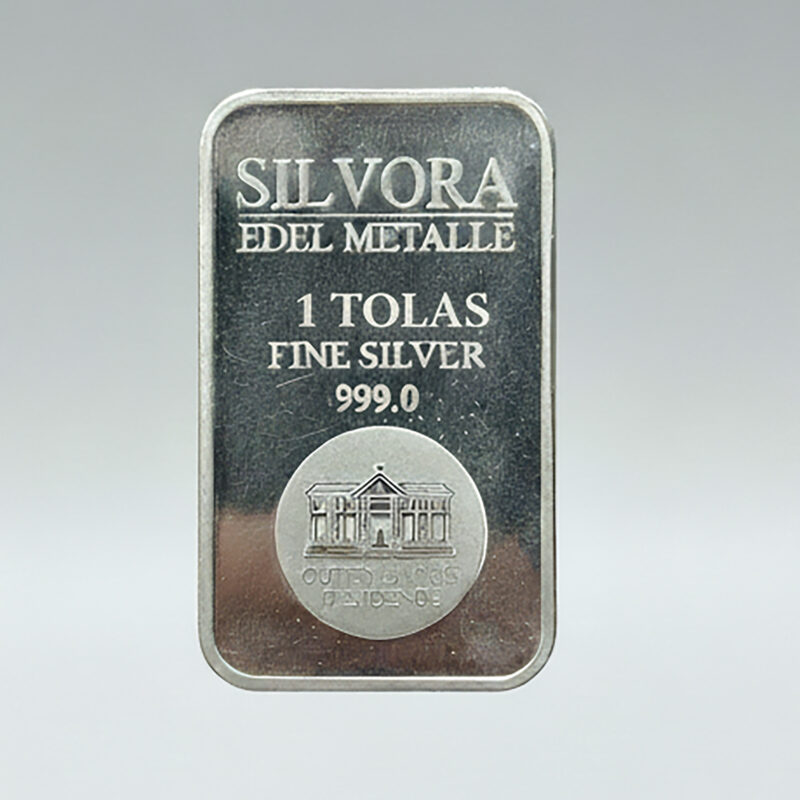 SILVORA
EDEL METALLE
1 TOLAS
FINE SILVER
999.0